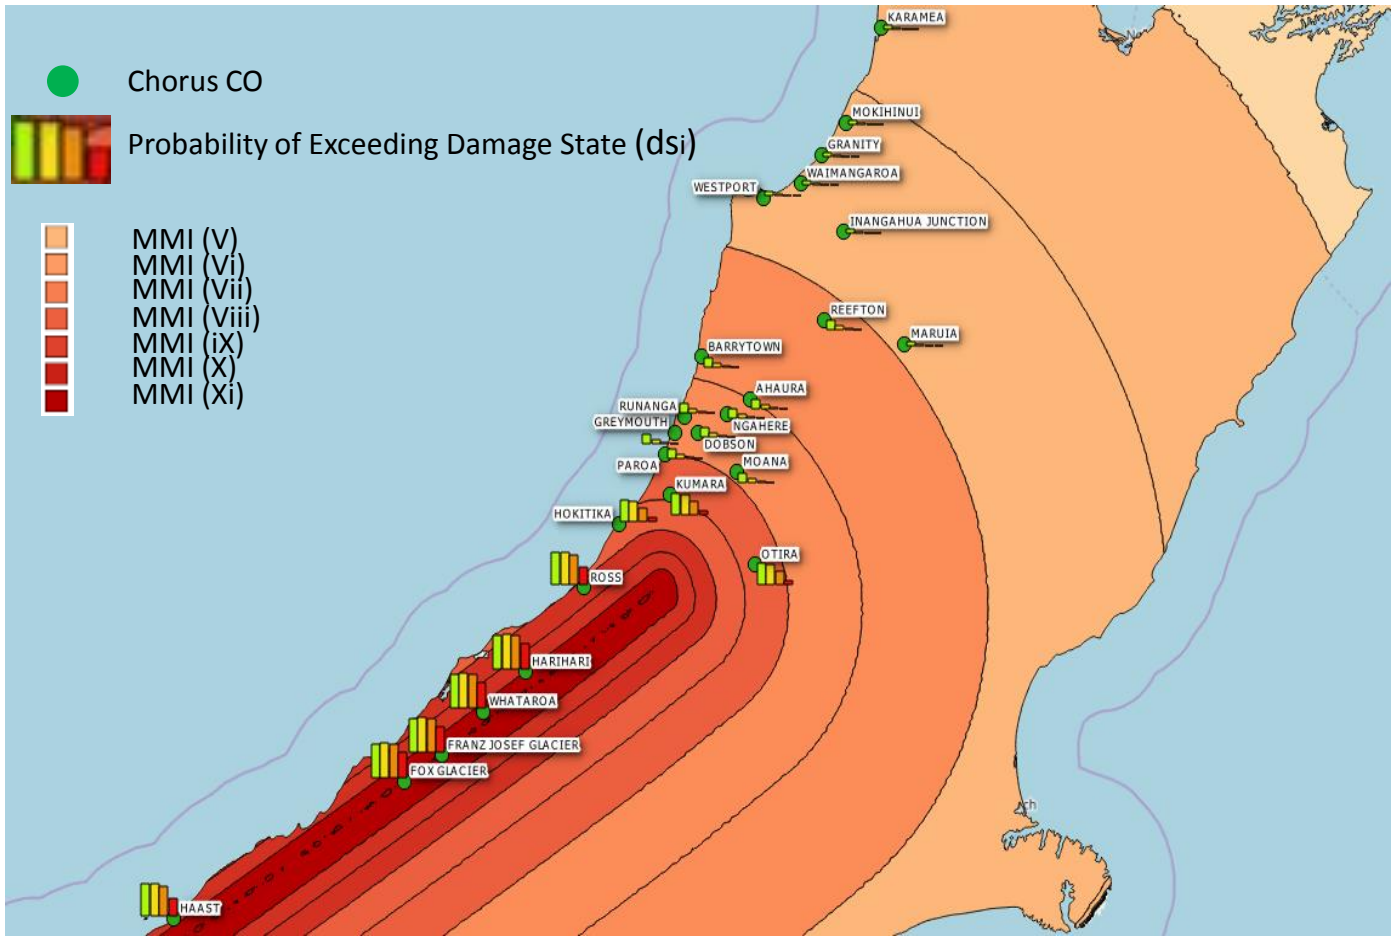 KARAMEA
Chorus CO
MOKIHINUI
Probability of Exceeding Damage State (dsi)
GRANITY
WAIMANGAROA
WESTPORT
INANGAHUA JUNCTION
MMI (V)
MMI (Vi)
MMI (Vii)
MMI (Viii)
MMI (iX)
MMI (X)
MMI (Xi)
REEFTON
MARUIA
BARRYTOWN
AHAURA
RUNANGA
GREYMOUTH
NGAHERE
DOBSON
PAROA
MOANA
KUMARA
HOKITIKA
OTIRA
ROSS
HARIHARI
WHATAROA
FRANZ JOSEF GLACIER
FOX GLACIER
ch
HAAST